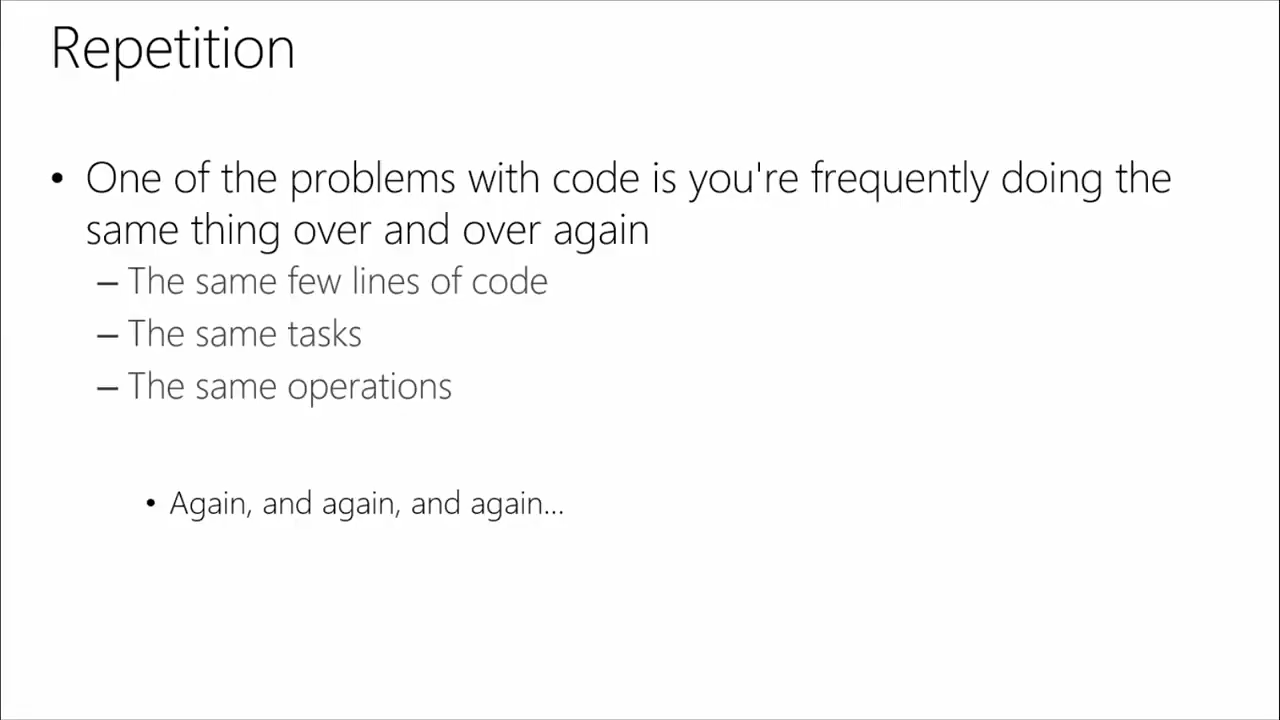 Repetition
• One of the problems with code is you're frequently doing the
same thing over and over again
– The same few lines of code
– The same tasks
– The same operations
• Again, and again, and again...